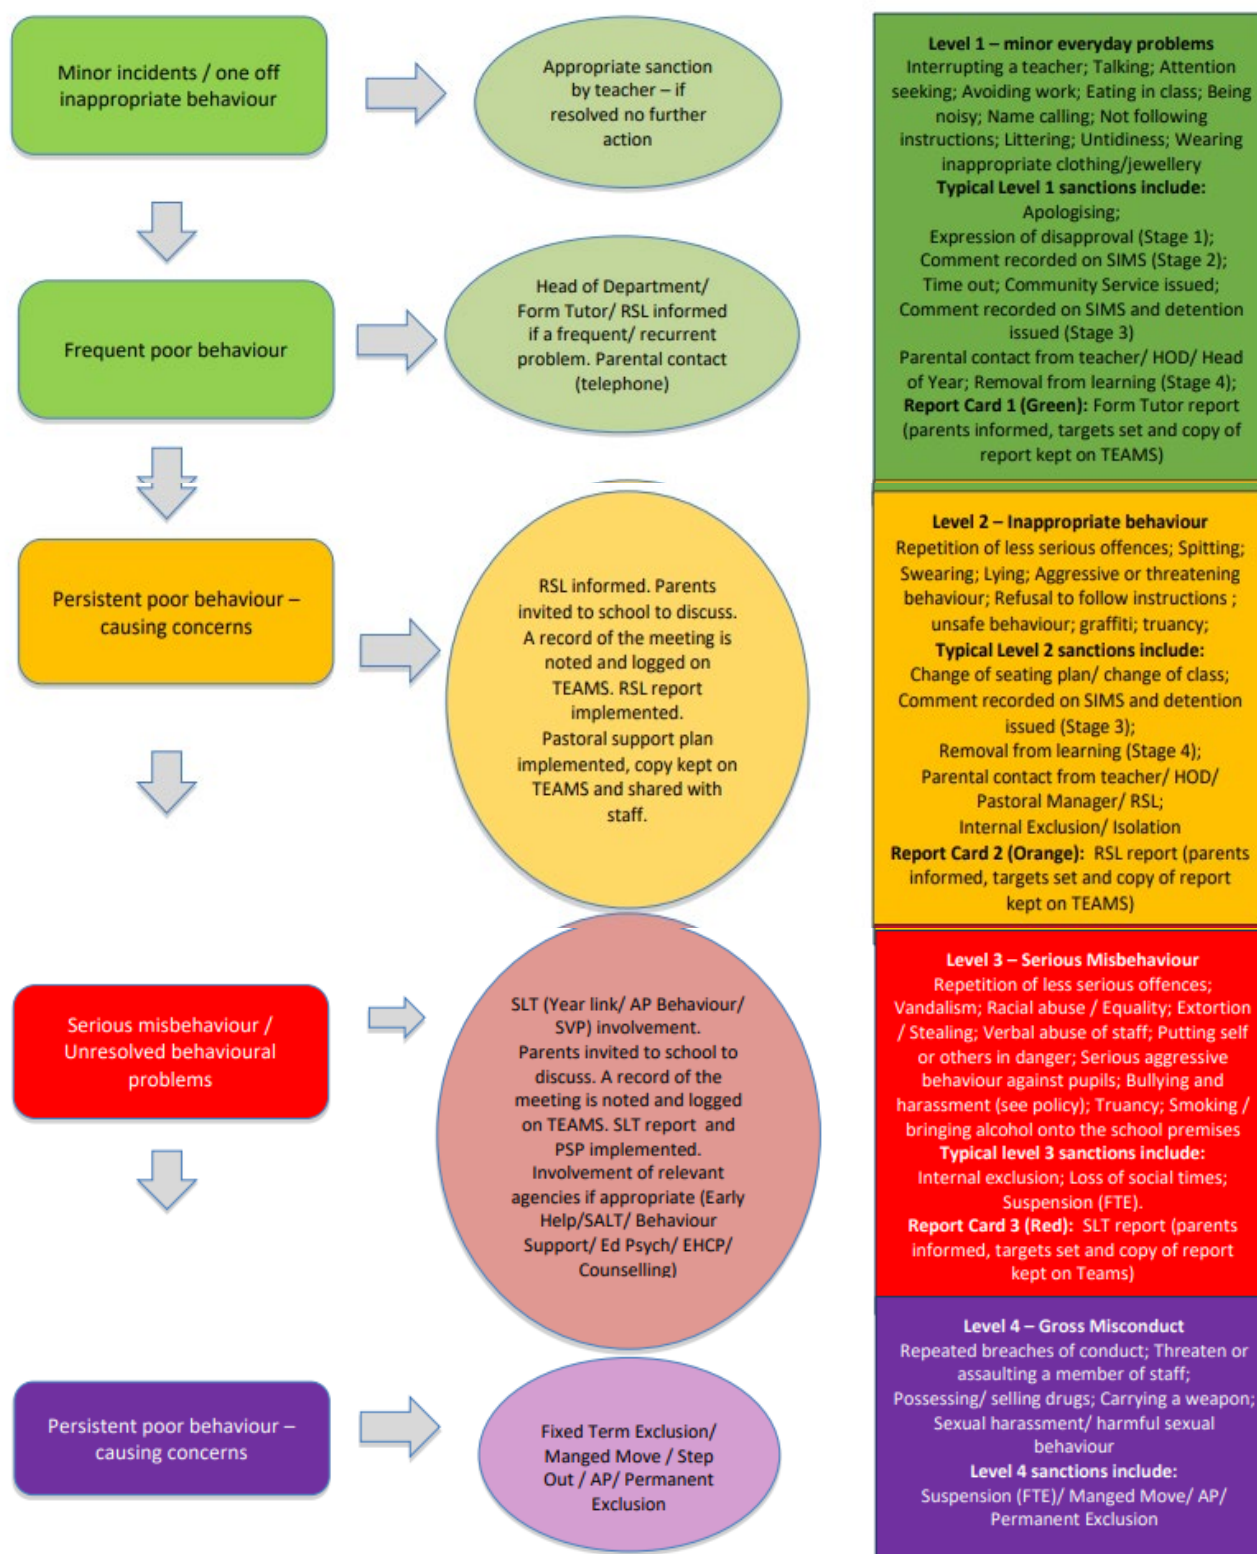 Minor incidents / one off
inappropriate behaviour
Appropriate sanction
by teacher – if
resolved no further
action
Frequent poor behaviour
Head of Department/
Form Tutor/ RSL informed
if a frequent/ recurrent
problem. Parental contact
(telephone)
Persistent poor behaviour –
causing concerns
RSL informed. Parents
invited to school to discuss.
A record of the meeting is
noted and logged on
TEAMS. RSL report
implemented.
Pastoral support plan
implemented, copy kept on
TEAMS and shared with
staff.
Serious misbehaviour /
Unresolved behavioural
problems
SLT (Year link/ AP Behaviour/
SVP) involvement.
Parents invited to school to
discuss. A record of the
meeting is noted and logged
on TEAMS. SLT report and
PSP implemented.
Involvement of relevant
agencies if appropriate (Early
Help/SALT/ Behaviour
Support/ Ed Psych/ EHCP/
Counselling)
Persistent poor behaviour –
causing concerns
Fixed Term Exclusion/
Manged Move / Step
Out / AP/ Permanent
Exclusion
Level 1 – minor everyday problems
Interrupting a teacher; Talking; Attention
seeking; Avoiding work; Eating in class; Being
noisy; Name calling; Not following
instructions; Littering; Untidiness; Wearing
inappropriate clothing/jewellery
Typical Level 1 sanctions include:
Apologising;
Expression of disapproval (Stage 1);
Comment recorded on SIMS (Stage 2);
Time out; Community Service issued;
Comment recorded on SIMS and detention
issued (Stage 3)
Parental contact from teacher/ HOD/ Head
of Year; Removal from learning (Stage 4);
Report Card 1 (Green): Form Tutor report
(parents informed, targets set and copy of
report kept on TEAMS)
Level 2 – Inappropriate behaviour
Repetition of less serious offences; Spitting;
Swearing; Lying; Aggressive or threatening
behaviour; Refusal to follow instructions ;
unsafe behaviour; graffiti; truancy;
Typical Level 2 sanctions include:
Change of seating plan/ change of class;
Comment recorded on SIMS and detention
issued (Stage 3);
Removal from learning (Stage 4);
Parental contact from teacher/ HOD/
Pastoral Manager/ RSL;
Internal Exclusion/ Isolation
Report Card 2 (Orange): RSL report (parents
informed, targets set and copy of report
kept on TEAMS)
Level 3 – Serious Misbehaviour
Repetition of less serious offences;
Vandalism; Racial abuse / Equality; Extortion
/ Stealing; Verbal abuse of staff; Putting self
or others in danger; Serious aggressive
behaviour against pupils; Bullying and
harassment (see policy); Truancy; Smoking /
bringing alcohol onto the school premises
Typical level 3 sanctions include:
Internal exclusion; Loss of social times;
Suspension (FTE).
Report Card 3 (Red): SLT report (parents
informed, targets set and copy of report
kept on Teams)
Level 4 – Gross Misconduct
Repeated breaches of conduct; Threaten or
assaulting a member of staff;
Possessing/ selling drugs; Carrying a weapon;
Sexual harassment/ harmful sexual
behaviour
Level 4 sanctions include:
Suspension (FTE)/ Manged Move/ AP/
Permanent Exclusion